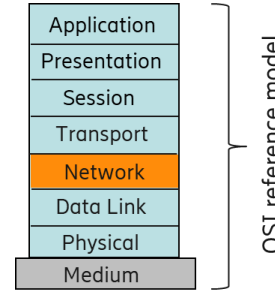 Application
Presentation
Session
Transport
Network
Data Link
Physical
Medium
OSI reference model